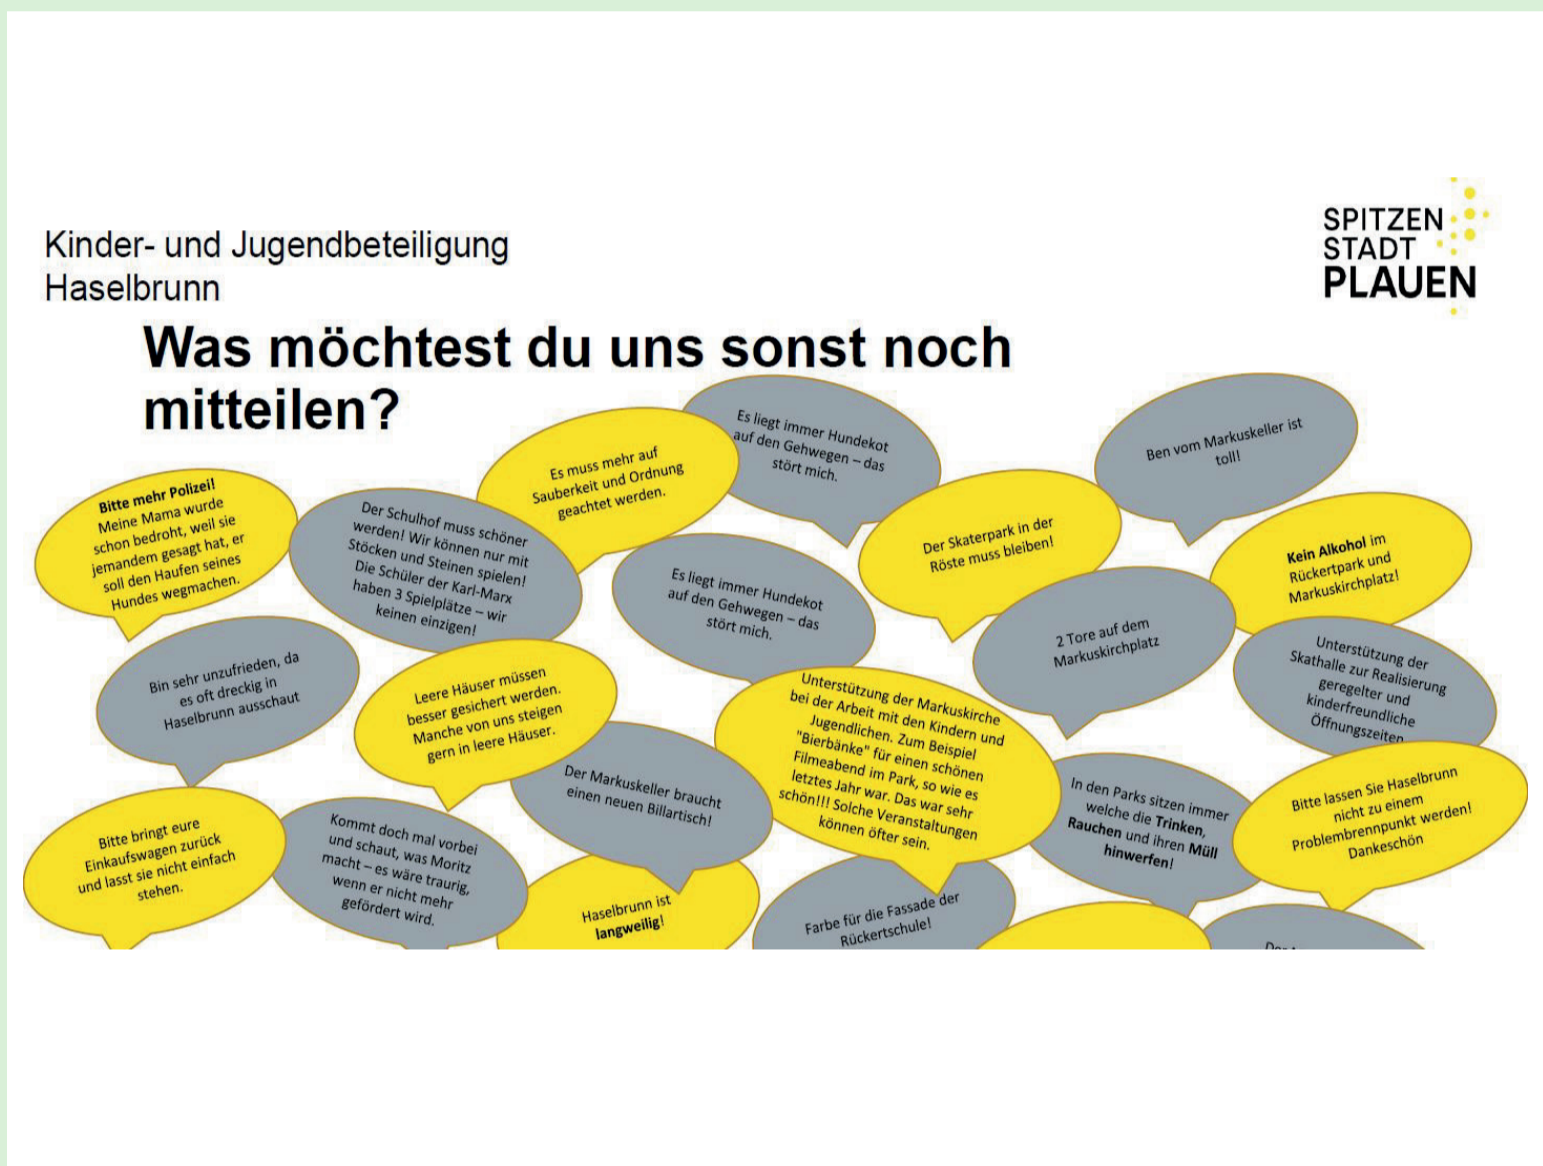 Kinder- und Jugendbeteiligung
Haselbrunn
SPITZEN
STADT
PLAUEN
Was möchtest du uns sonst noch
mitteilen?
Es liegt immer Hundekot
auf den Gehwegen – das
stört mich.
Ben vom Markuskeller ist
toll!
Es muss mehr auf
Sauberkeit und Ordnung
geachtet werden.
Bitte mehr Polizei!
Meine Mama wurde
schon bedroht, weil sie
jemandem gesagt hat, er
soll den Haufen seines
Hundes wegmachen.
Der Schulhof muss schöner
werden! Wir können nur mit
Stöcken und Steinen spielen!
Die Schüler der Karl-Marx
haben 3 Spielplätze – wir
keinen einzigen!
Es liegt immer Hundekot
auf den Gehwegen – das
stört mich.
Der Skaterpark in der
Röste muss bleiben!
Kein Alkohol im
Rückertpark und
Markuskirchplatz!
2 Tore auf dem
Markuskirchplatz
Unterstützung der
Skathalle zur Realisierung
geregelter und
kinderfreundliche
Öffnungszeiten
Bin sehr unzufrieden, da
es oft dreckig in
Haselbrunn ausschaut
Leere Häuser müssen
besser gesichert werden.
Manche von uns steigen
gern in leere Häuser.
Unterstützung der Markuskirche
bei der Arbeit mit den Kindern und
Jugendlichen. Zum Beispiel
"Bierbänke" für einen schönen
Filmeabend im Park, so wie es
letztes Jahr war. Das war sehr
schön!!! Solche Veranstaltungen
können öfter sein.
Der Markuskeller braucht
einen neuen Billartisch!
In den Parks sitzen immer
welche die Trinken,
Rauchen und ihren Müll
hinwerfen!
Bitte lassen Sie Haselbrunn
nicht zu einem
Problembrennpunkt werden!
Dankeschön
Bitte bringt eure
Einkaufswagen zurück
und lasst sie nicht einfach
stehen.
Kommt doch mal vorbei
und schaut, was Moritz
macht – es wäre traurig,
wenn er nicht mehr
gefördert wird.
Haselbrunn ist
langweilig!
Farbe für die Fassade der
Rückertschule!